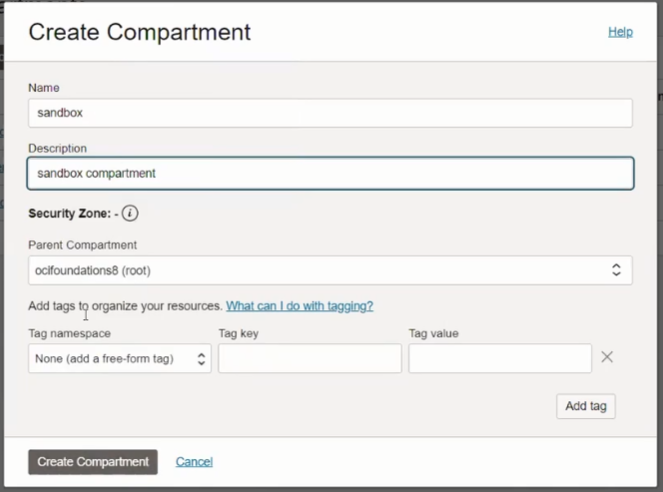 Create Compartment
Help
Name
sandbox
Description
sandbox compartment
Security Zone: - i
Parent Compartment
ocifoundations8 (root)
Add tags to organize your resources. What can I do with tagging?
Tag namespace Tag key Tag value
None (add a free-form tag)
Add tag
Create Compartment Cancel